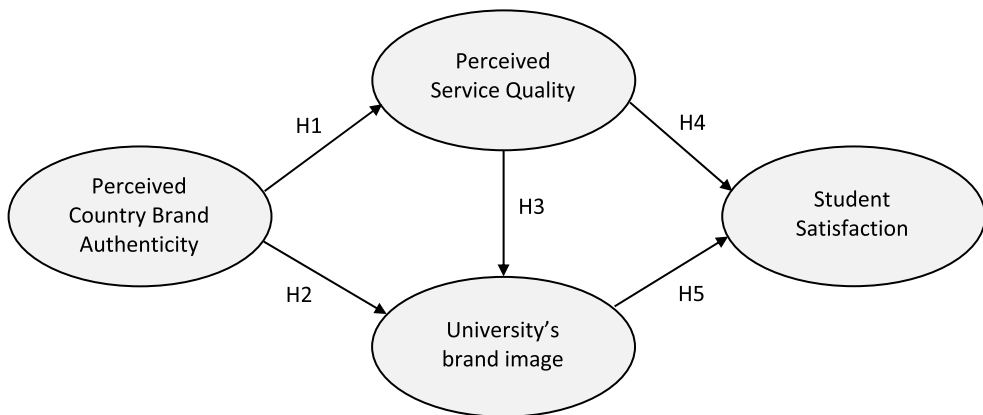 Perceived
Service Quality
H1
H4
Perceived
Country Brand
Authenticity
H3
Student
Satisfaction
H2
H5
University’s
brand image